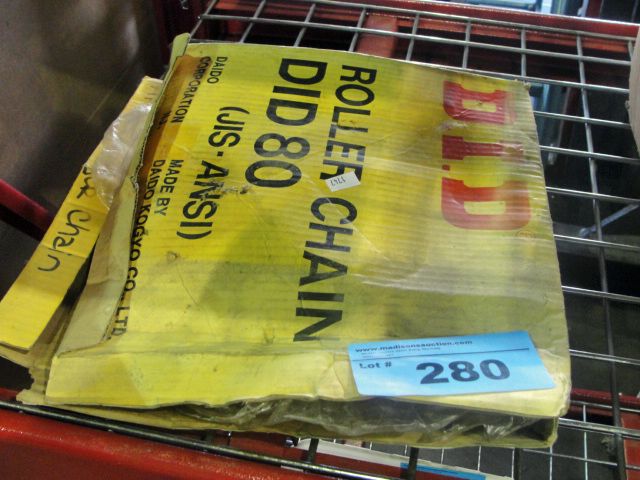 D.I.D
ROLLER CHAIN
DID 80
(JIS-ANSI)
MADE BY
DAIDO KOGYO CO., LTD
DAIDO
CORPORATION
Chain
www.madisonsauction.com
Lot # 280